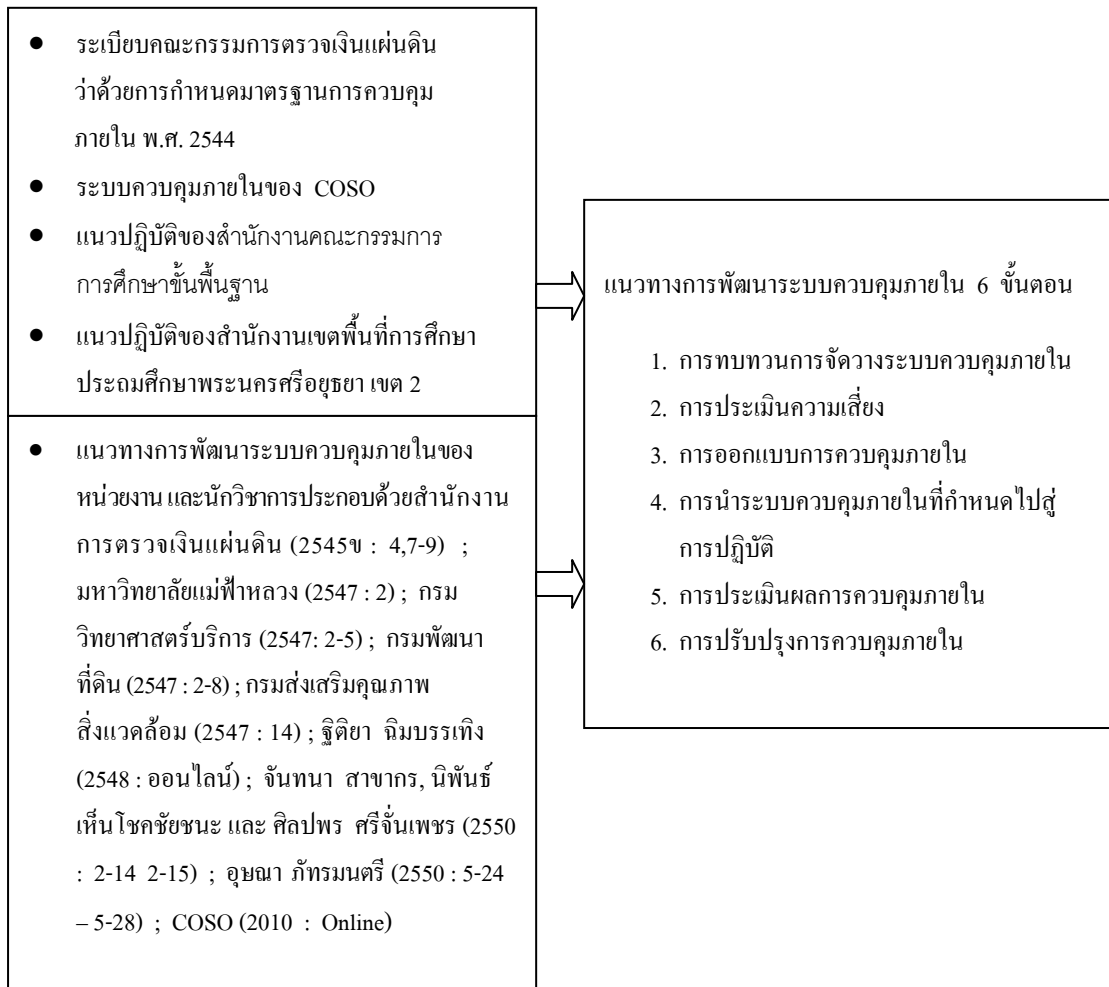 ● ระเบียบคณะกรรมการตรวจเงินแผ่นดิน
ว่าด้วยการกำหนดมาตรฐานการควบคุม
ภายใน พ.ศ. 2544
● ระบบควบคุมภายในของ COSO
● แนวปฏิบัติของสำนักงานคณะกรรมการ
การศึกษาขั้นพื้นฐาน
● แนวปฏิบัติของสำนักงานเขตพื้นที่การศึกษา
ประถมศึกษาพระนครศรีอยุธยา เขต 2
● แนวทางการพัฒนาระบบควบคุมภายในของ
หน่วยงาน และนักวิชาการประกอบด้วยสำนักงาน
การตรวจเงินแผ่นดิน (2545ข : 4,7-9) ;
มหาวิทยาลัยแม่ฟ้าหลวง (2547 : 2) ; กรม
วิทยาศาสตร์บริการ (2547: 2-5) ; กรมพัฒนา
ที่ดิน (2547 : 2-8) ; กรมส่งเสริมคุณภาพ
สิ่งแวดล้อม (2547 : 14) ; ฐิติยา ฉิมบรรเทิง
(2548 : ออนไลน์) ; จันทนา สาขากร, นิพันธ์
เห็นโชคชัยชนะ และ ศิลปพร ศรีจั่นเพชร (2550
: 2-14 2-15) ; อุษณา ภัทรมนตรี (2550 : 5-24
– 5-28) ; COSO (2010 : Online)
แนวทางการพัฒนาระบบควบคุมภายใน 6 ขั้นตอน
1. การทบทวนการจัดวางระบบควบคุมภายใน
2. การประเมินความเสี่ยง
3. การออกแบบการควบคุมภายใน
4. การนำระบบควบคุมภายในที่กำหนดไปสู่
การปฏิบัติ
5. การประเมินผลการควบคุมภายใน
6. การปรับปรุงการควบคุมภายใน